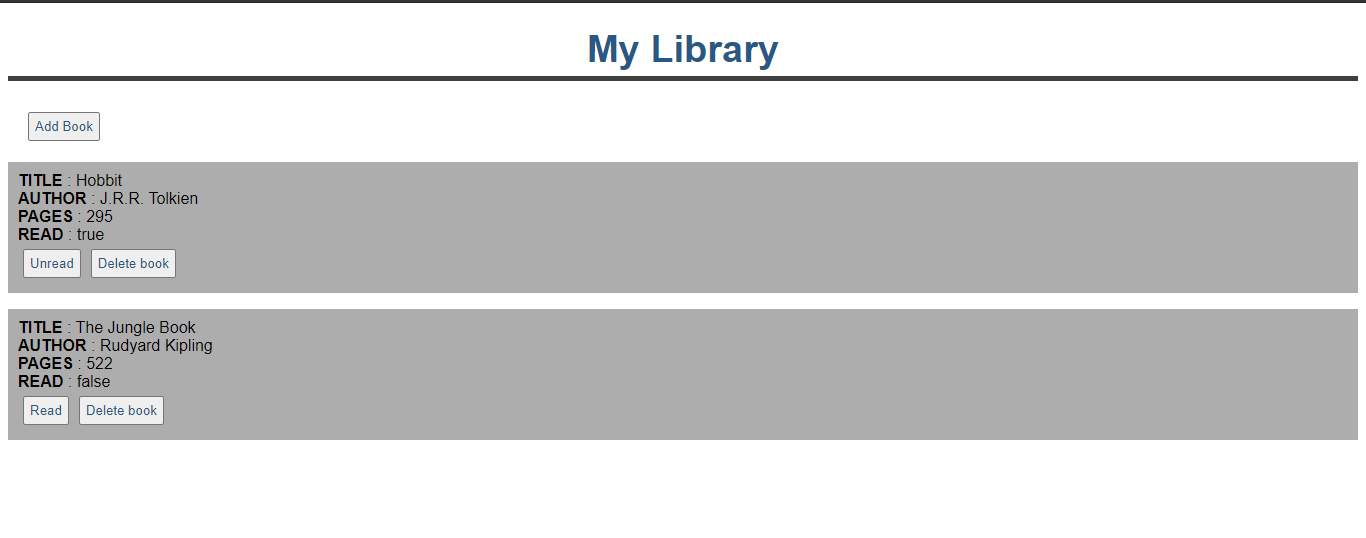 My Library
Add Book
TITLE : Hobbit
AUTHOR : J.R.R. Tolkien
PAGES : 295
READ : true
Unread Delete book
TITLE : The Jungle Book
AUTHOR : Rudyard Kipling
PAGES : 522
READ : false
Read Delete book